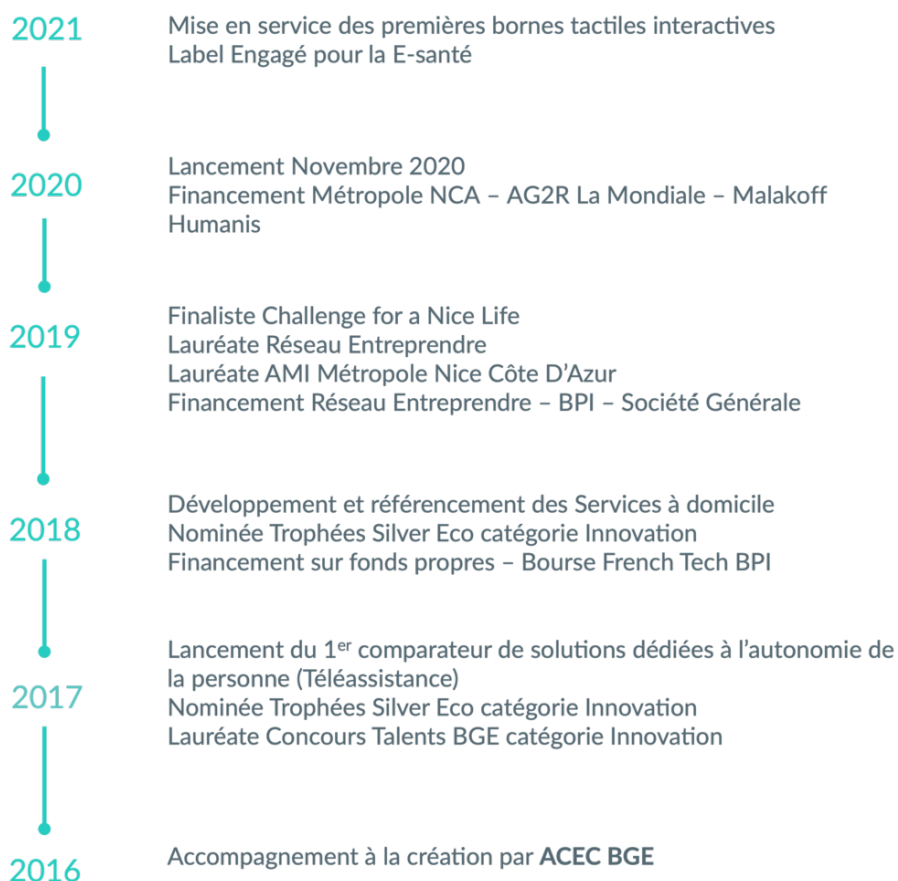 2021
Mise en service des premières bornes tactiles interactives
Label Engagé pour la E-santé
2020
Lancement Novembre 2020
Financement Métropole NCA – AG2R La Mondiale – Malakoff
Humanis
2019
Finaliste Challenge for a Nice Life
Lauréate Réseau Entreprendre
Lauréate AMI Métropole Nice Côte D’Azur
Financement Réseau Entreprendre – BPI – Société Générale
2018
Développement et référencement des Services à domicile
Nominée Trophées Silver Eco catégorie Innovation
Financement sur fonds propres – Bourse French Tech BPI
2017
Lancement du 1er comparateur de solutions dédiées à l’autonomie de
la personne (Téléassistance)
Nominée Trophées Silver Eco catégorie Innovation
Lauréate Concours Talents BGE catégorie Innovation
2016
Accompagnement à la création par ACEC BGE